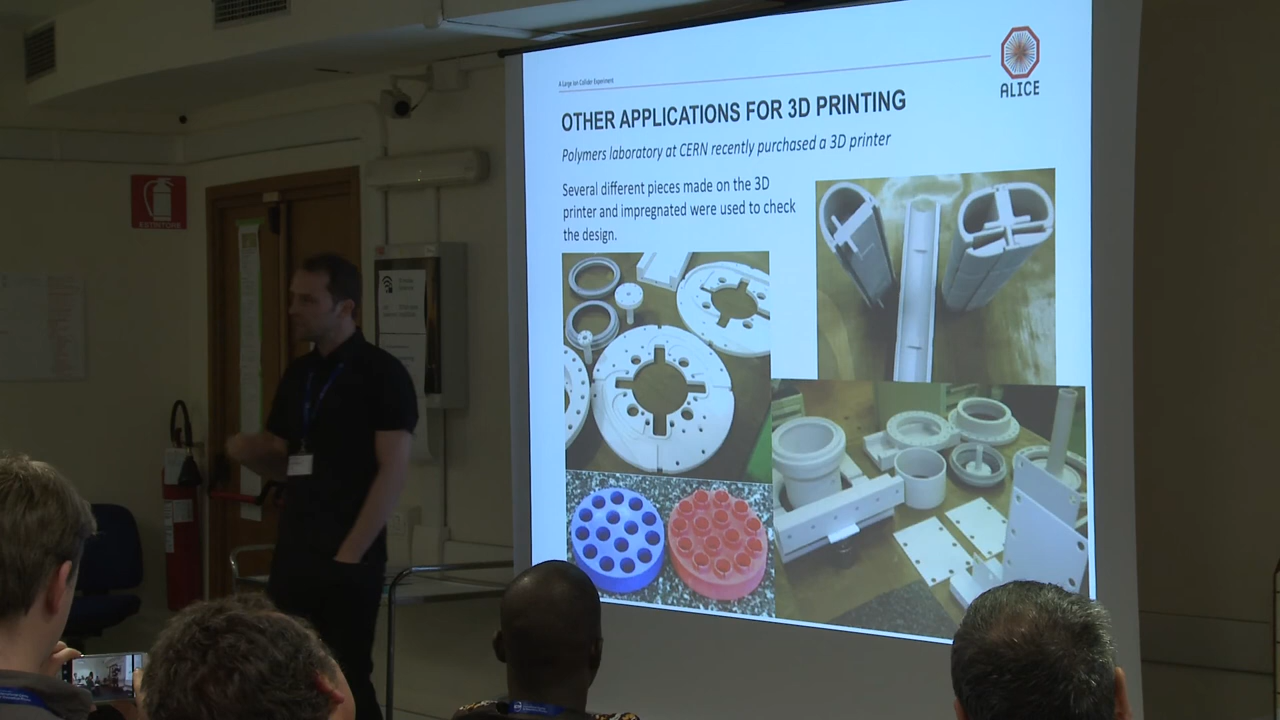 A Large Ion Collider Experiment
ALICE
OTHER APPLICATIONS FOR 3D PRINTING
Polymers laboratory at CERN recently purchased a 3D printer
Several different pieces made on the 3D
printer and impregnated were used to check
the design.
ESTINTORE